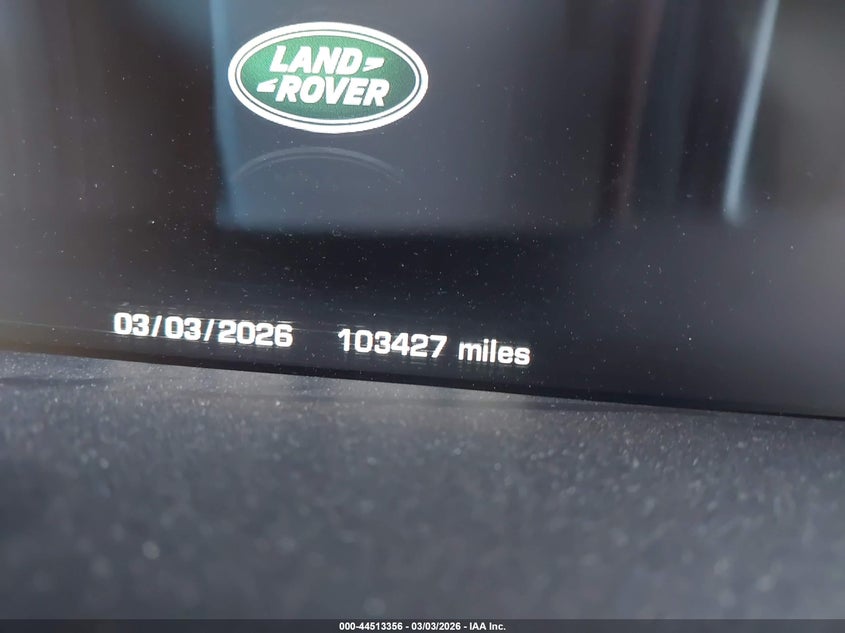 LAND
ROVER
03/03/2026 103427 miles
000-44513356 - 03/03/2026 - IAA Inc.